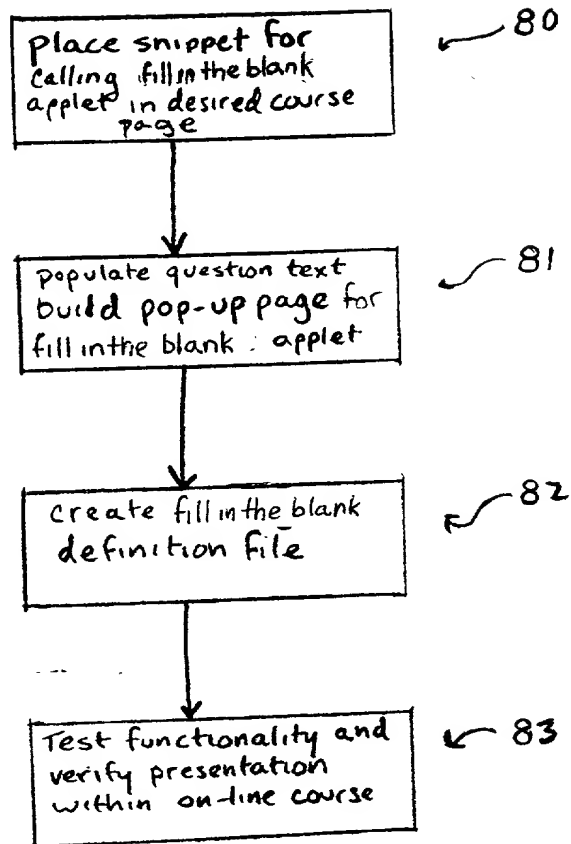 Place snippet for
calling fill in the blank
applet in desired course
page
80
populate question text
build pop-up page for
fill in the blank applet
81
create fill in the blank
definition file
82
Test functionality and
verify presentation
within on-line course
83